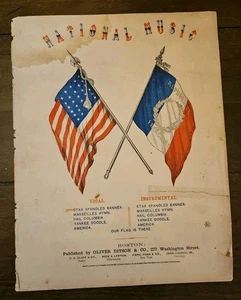 NATIONAL MUSIC
VOCAL
STAR SPANGLED BANNER.
MARSEILLES HYMN.
HAIL COLUMBIA.
YANKEE DOODLE.
AMERICA.
INSTRUMENTAL
STAR SPANGLED BANNER.
MARSEILLES HYMN.
HAIL COLUMBIA.
YANKEE DOODLE.
AMERICA.
OUR FLAG IS THERE.
BOSTON:
Published by OLIVER DITSON & CO., 277 Washington Street.